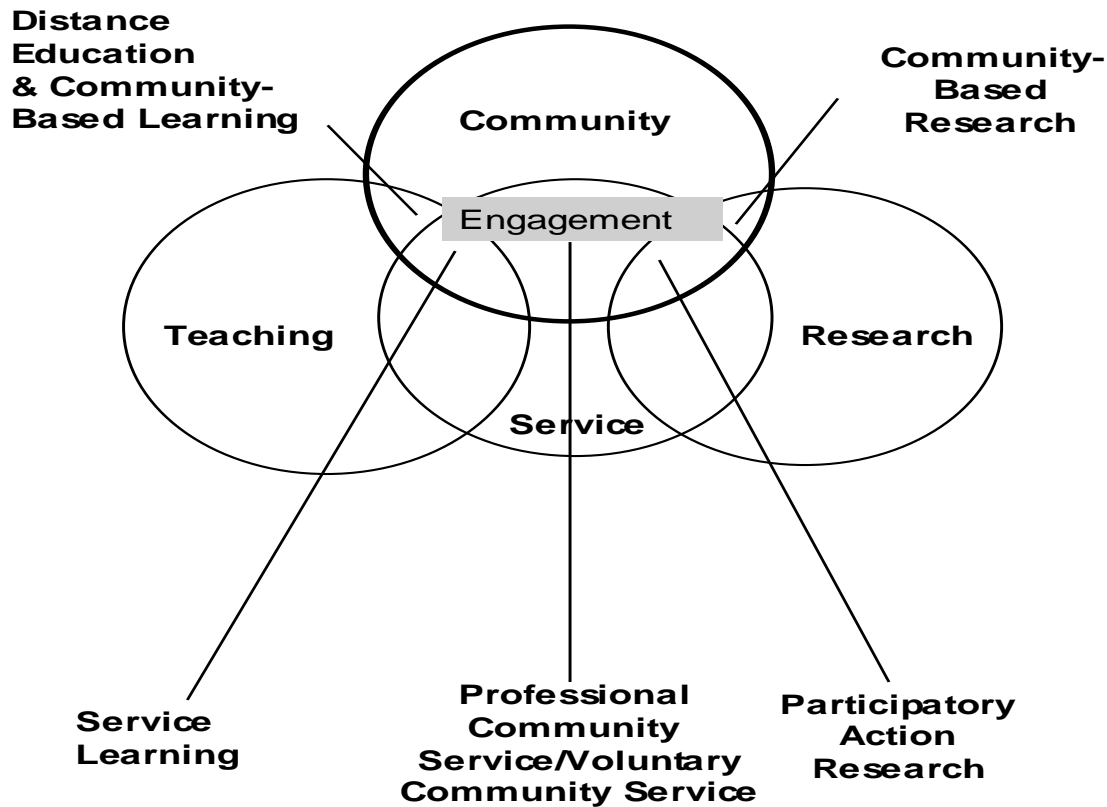 Distance
Education
& Community-
Based Learning
Community-
Based
Research
Community
Engagement
Teaching
Research
Service
Service
Learning
Professional
Community
Service/Voluntary
Community Service
Participatory
Action
Research